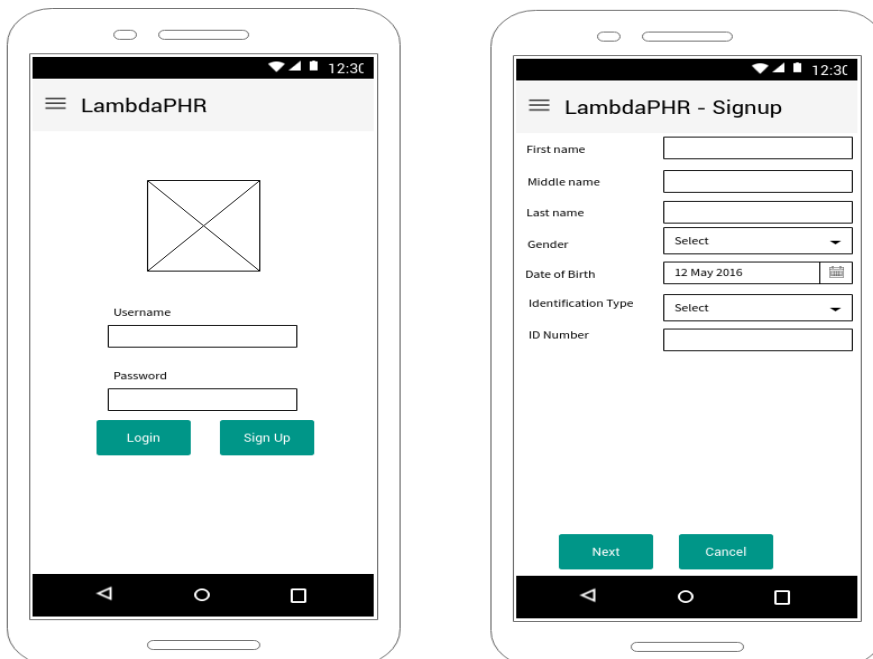 12:30
LambdaPHR
Username
Password
Login Sign Up
12:30
LambdaPHR - Signup
First name
Middle name
Last name
Gender Select
Date of Birth 12 May 2016
Identification Type Select
ID Number
Next Cancel